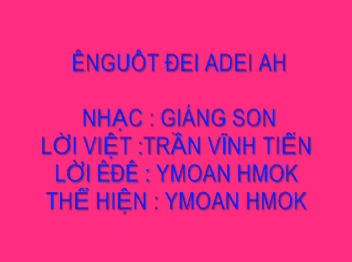 ÊNGUÔT ĐEI ADEI AH
NHẠC : GIÁNG SON
LỜI VIỆT :TRẦN VĨNH TIẾN
LỜI ÊĐÊ : YMOAN HMOK
THỂ HIỆN : YMOAN HMOK